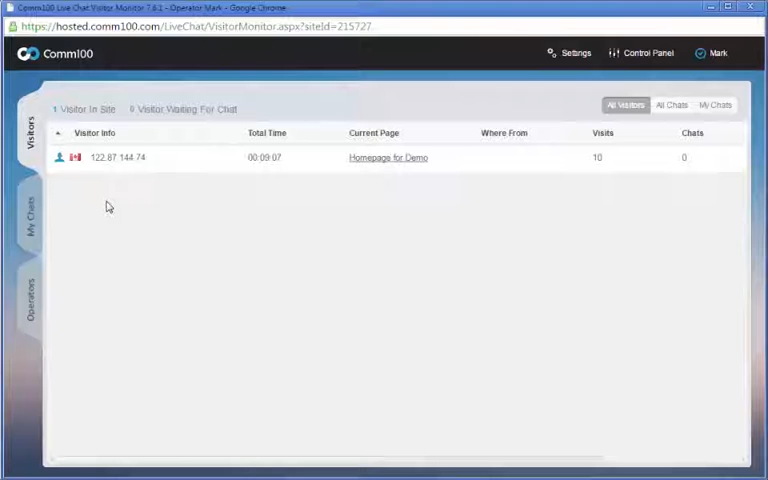 Comm100 Live Chat Visitor Monitor 7.6.1 - Operator Mark - Google Chrome
https://hosted.comm100.com/LiveChat/VisitorMonitor.aspx?siteId=215727
Comm100
Settings
Control Panel
Mark
1 Visitor In Site
0 Visitor Waiting For Chat
All Visitors
All Chats
My Chats
Visitor Info
Total Time
Current Page
Where From
Visits
Chats
122.87.144.74
00:09:07
Homepage for Demo
10
0
Visitors
My Chats
Operators